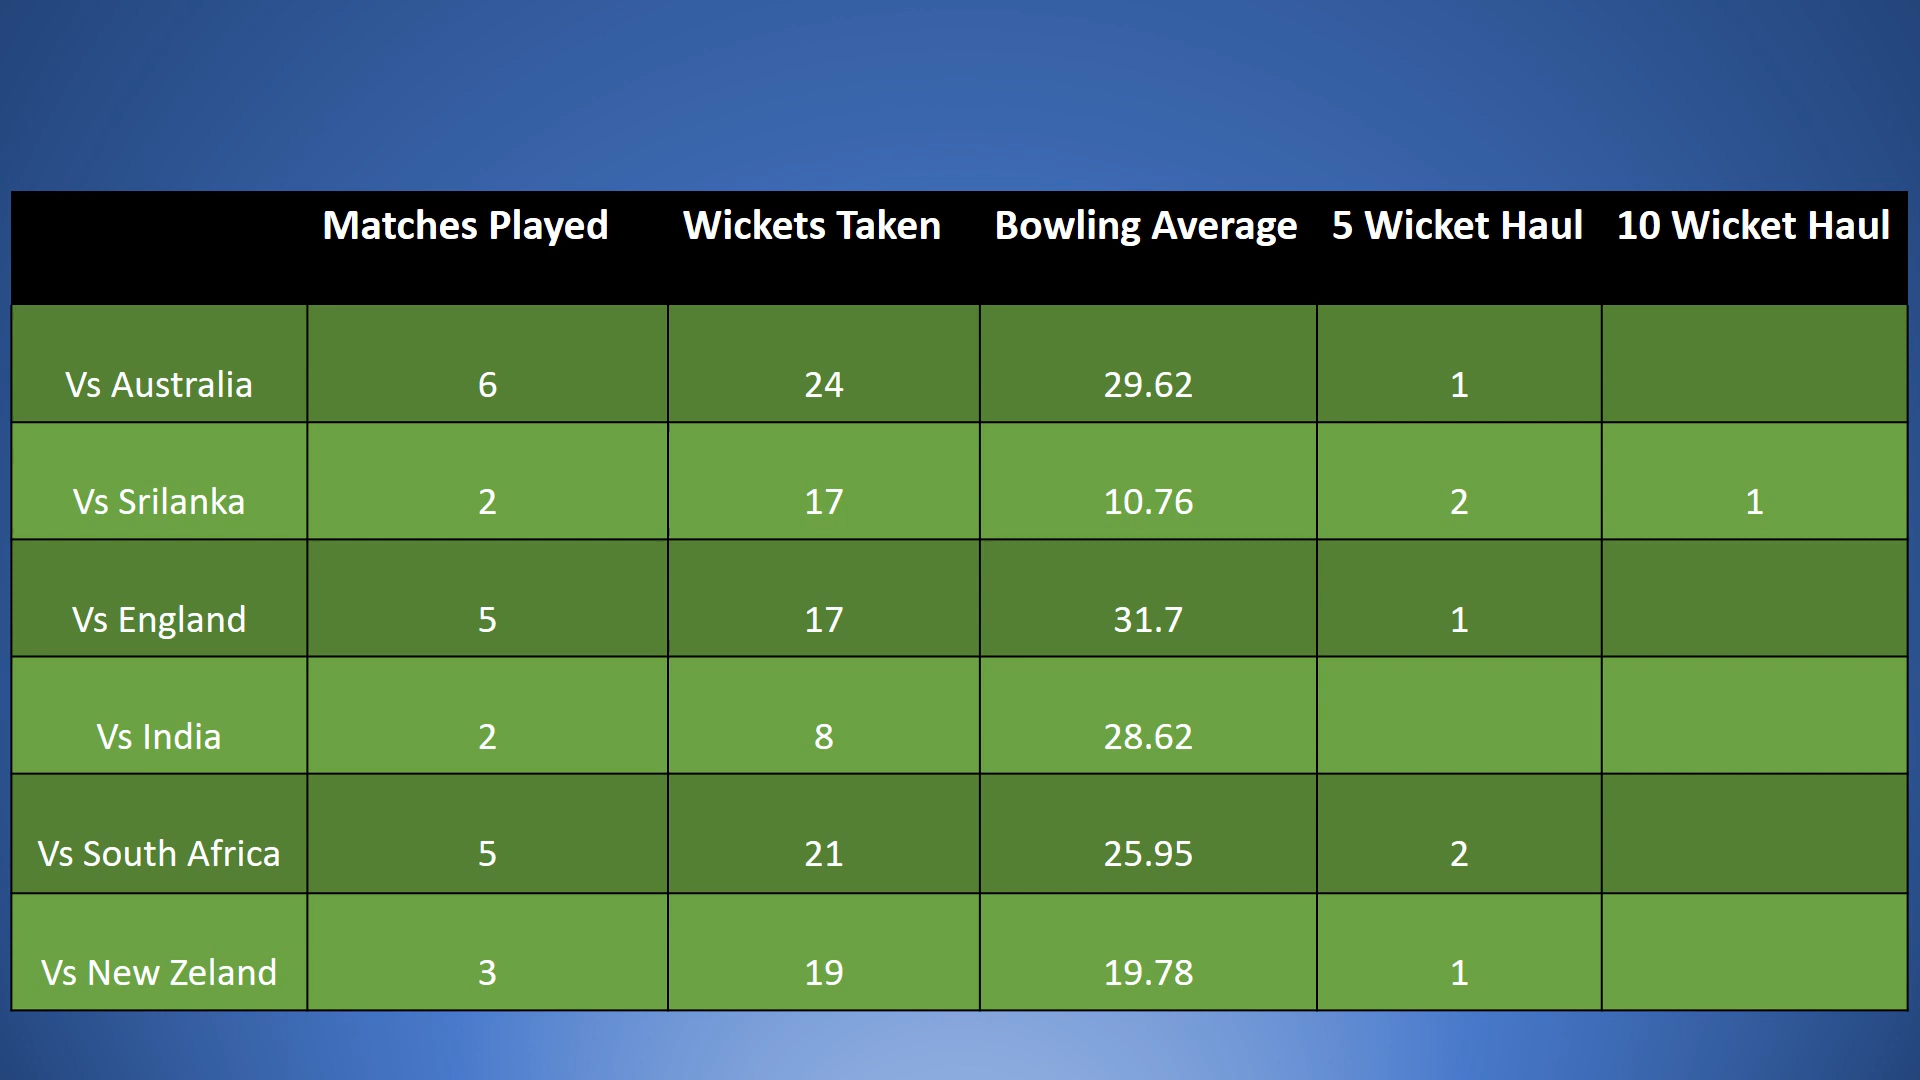 Matches Played Wickets Taken Bowling Average 5 Wicket Haul 10 Wicket Haul
Vs Australia 6 24 29.62 1
Vs Srilanka 2 17 10.76 2 1
Vs England 5 17 31.7 1
Vs India 2 8 28.62
Vs South Africa 5 21 25.95 2
Vs New Zeland 3 19 19.78 1